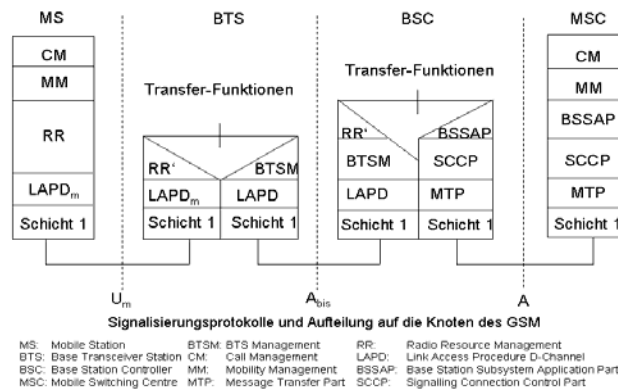 MS BTS BSC MSC
CM
MM
RR
LAPDm
Schicht 1
Transfer-Funktionen
RR' BTSM
LAPDm LAPD
Schicht 1 Schicht 1
Transfer-Funktionen
RR' BSSAP
BTSM SCCP
LAPD MTP
Schicht 1 Schicht 1
CM
MM
BSSAP
SCCP
MTP
Schicht 1
Um Abis A
Signalisierungsprotokolle und Aufteilung auf die Knoten des GSM
MS: Mobile Station BTSM: BTS Management RR: Radio Resource Management
BTS: Base Transceiver Station CM: Call Management LAPD: Link Access Procedure D-Channel
BSC: Base Station Controller MM: Mobility Management BSSAP: Base Station Subsystem Application Part
MSC: Mobile Switching Centre MTP: Message Transfer Part SCCP: Signalling Connection Control Part